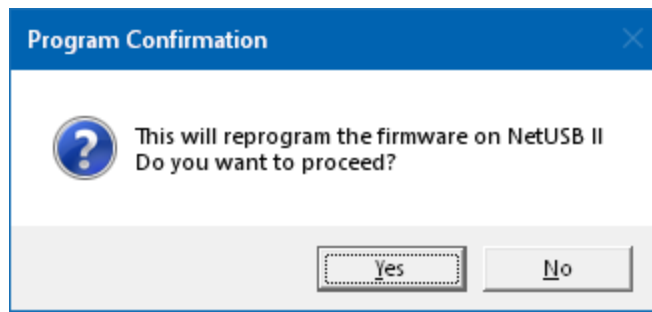 Program Confirmation
This will reprogram the firmware on NetUSB II
Do you want to proceed?
Yes
No